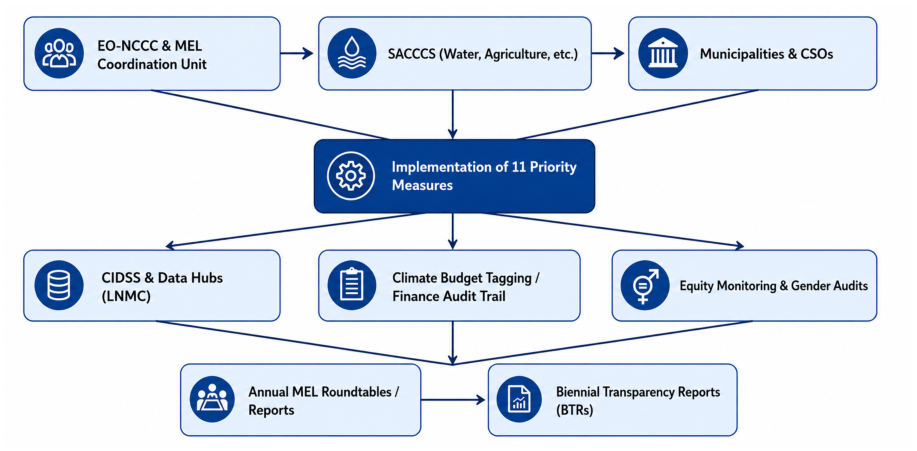 EO-NCCC & MEL
Coordination Unit
SACCCS (Water, Agriculture, etc.)
Municipalities & CSOs
Implementation of 11 Priority
Measures
CIDSS & Data Hubs
(LNMC)
Climate Budget Tagging /
Finance Audit Trail
Equity Monitoring & Gender Audits
Annual MEL Roundtables /
Reports
Biennial Transparency Reports
(BTRs)